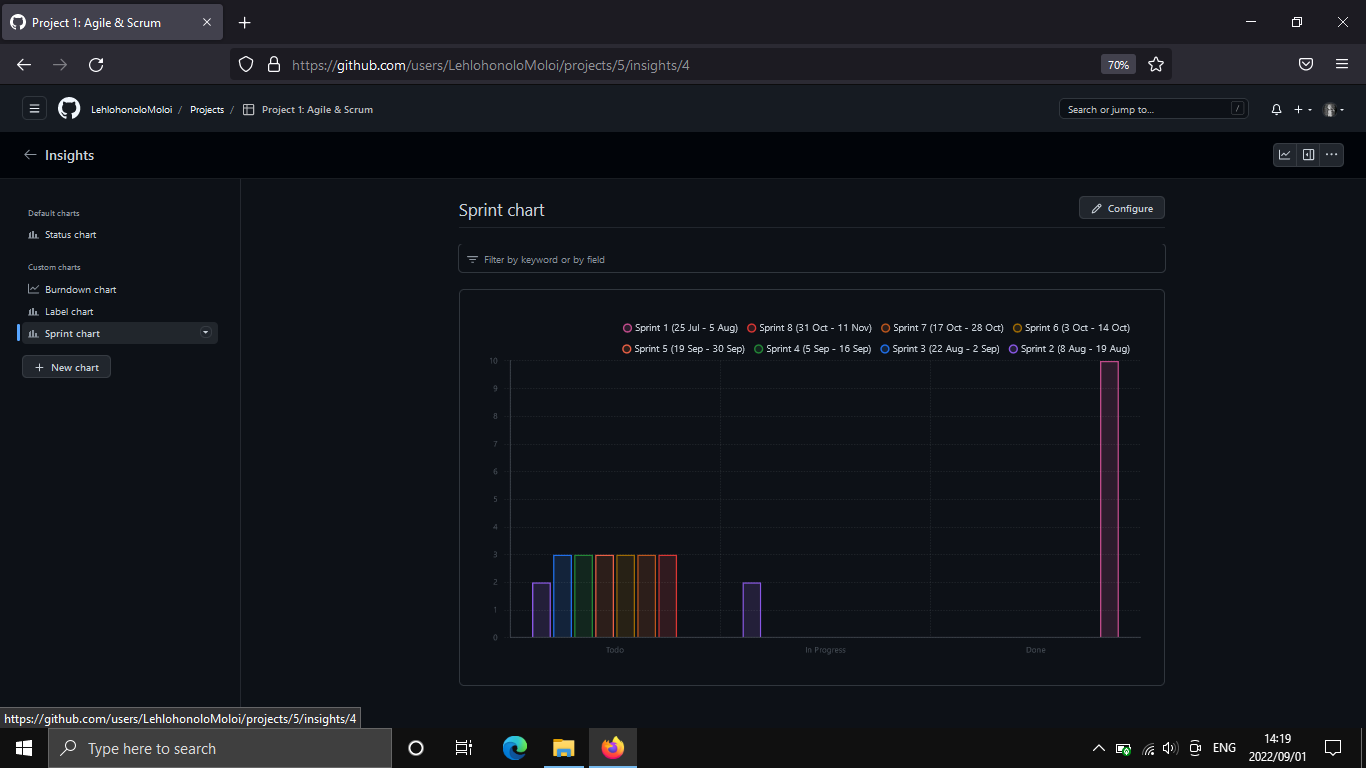 Project 1: Agile & Scrum
https://github.com/users/LehlohonoloMoloi/projects/5/insights/4
70%
LehlohonoloMoloi / Projects / Project 1: Agile & Scrum
Search or jump to...
/
Insights
Default charts
Status chart
Custom charts
Burndown chart
Label chart
Sprint chart
New chart
Sprint chart
Configure
Filter by keyword or by field
Sprint 1 (25 Jul - 5 Aug) Sprint 8 (31 Oct - 11 Nov) Sprint 7 (17 Oct - 28 Oct) Sprint 6 (3 Oct - 14 Oct)
Sprint 5 (19 Sep - 30 Sep) Sprint 4 (5 Sep - 16 Sep) Sprint 3 (22 Aug - 2 Sep) Sprint 2 (8 Aug - 19 Aug)
10
9
8
7
6
5
4
3
2
1
0
Todo In Progress Done
https://github.com/users/LehlohonoloMoloi/projects/5/insights/4
Type here to search
ENG
14:19
2022/09/01